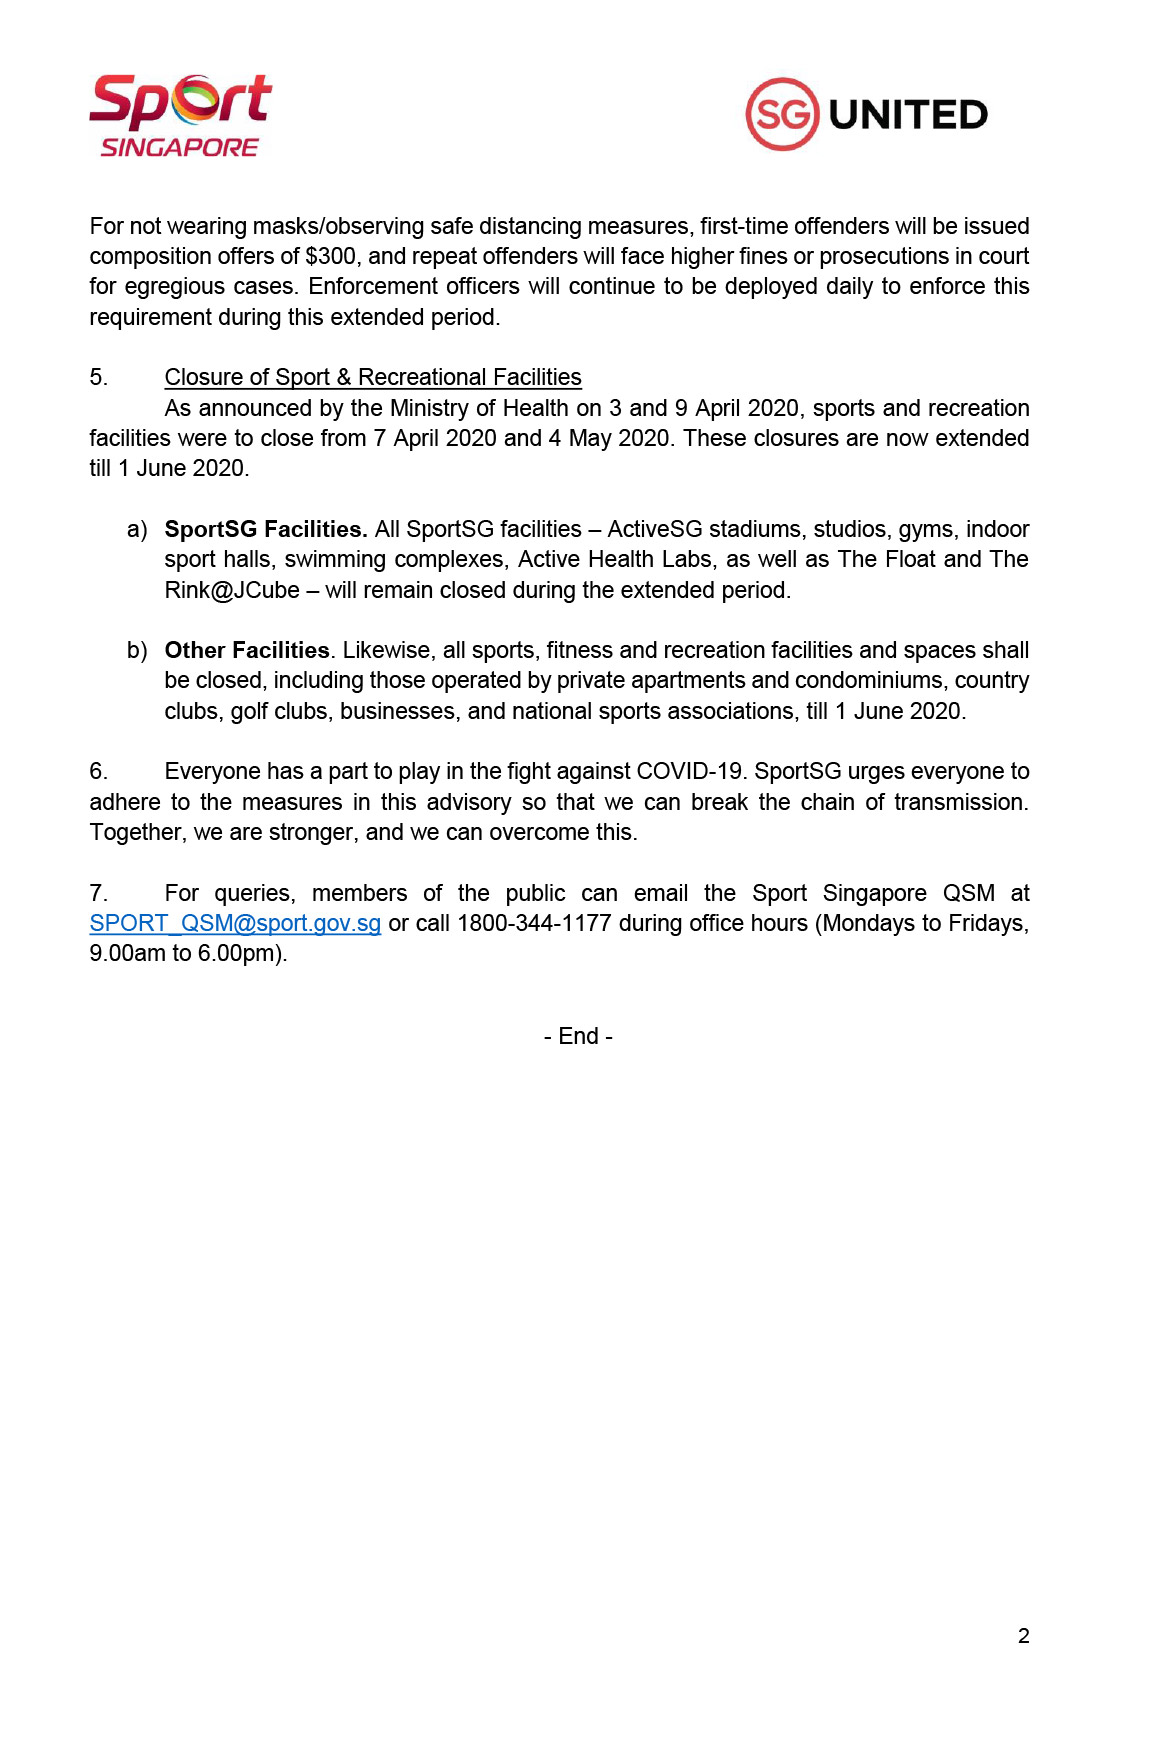 Sport
SINGAPORE
SG UNITED
For not wearing masks/observing safe distancing measures, first-time offenders will be issued
composition offers of $300, and repeat offenders will face higher fines or prosecutions in court
for egregious cases. Enforcement officers will continue to be deployed daily to enforce this
requirement during this extended period.
5. Closure of Sport & Recreational Facilities
As announced by the Ministry of Health on 3 and 9 April 2020, sports and recreation
facilities were to close from 7 April 2020 and 4 May 2020. These closures are now extended
till 1 June 2020.
a) SportSG Facilities. All SportSG facilities – ActiveSG stadiums, studios, gyms, indoor
sport halls, swimming complexes, Active Health Labs, as well as The Float and The
Rink@JCube – will remain closed during the extended period.
b) Other Facilities. Likewise, all sports, fitness and recreation facilities and spaces shall
be closed, including those operated by private apartments and condominiums, country
clubs, golf clubs, businesses, and national sports associations, till 1 June 2020.
6. Everyone has a part to play in the fight against COVID-19. SportSG urges everyone to
adhere to the measures in this advisory so that we can break the chain of transmission.
Together, we are stronger, and we can overcome this.
7. For queries, members of the public can email the Sport Singapore QSM at
SPORT_QSM@sport.gov.sg or call 1800-344-1177 during office hours (Mondays to Fridays,
9.00am to 6.00pm).
- End -
2